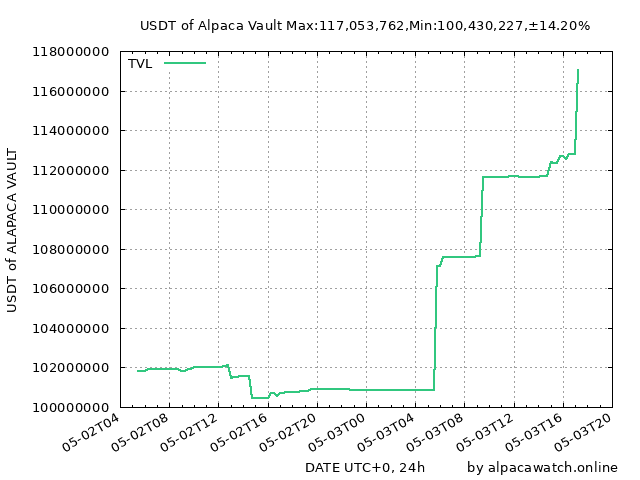 USDT of Alpaca Vault Max:117,053,762,Min:100,430,227,±14.20%
TVL
118000000
116000000
114000000
112000000
110000000
108000000
106000000
104000000
102000000
100000000
USDT of ALAPACA VAULT
05-02T04
05-02T08
05-02T12
05-02T16
05-02T20
05-03T00
05-03T04
05-03T08
05-03T12
05-03T16
05-03T20
DATE UTC+0, 24h
by alpacawatch.online